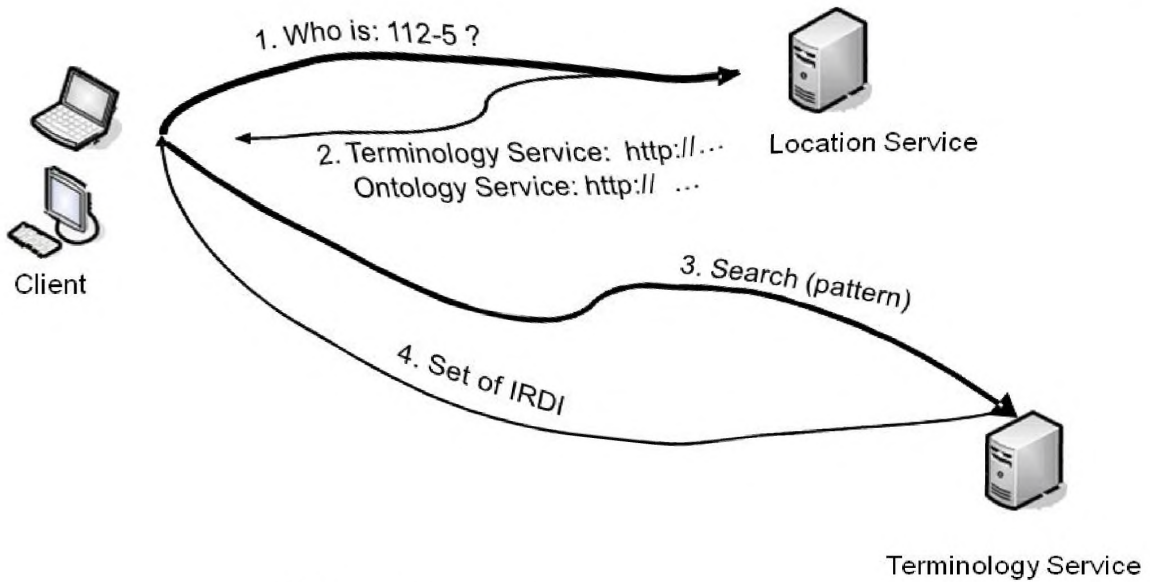 1. Who is: 112-5 ?
2. Terminology Service: http://...
Ontology Service: http:// ...
Location Service
Client
3. Search (pattern)
4. Set of IRDI
Terminology Service